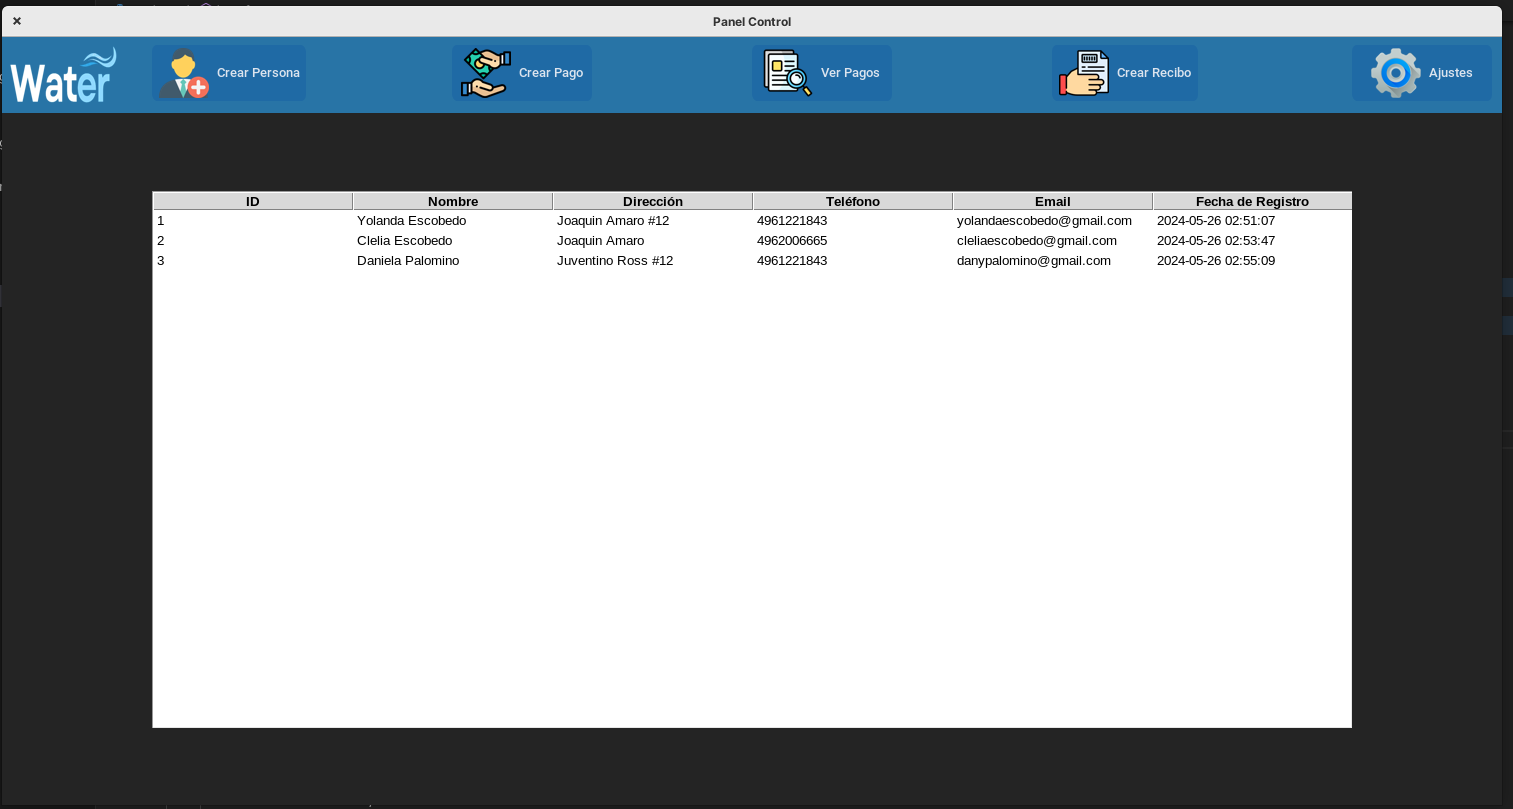 Panel Control
Water
Crear Persona
Crear Pago
Ver Pagos
Crear Recibo
Ajustes
ID Nombre Dirección Teléfono Email Fecha de Registro
1 Yolanda Escobedo Joaquin Amaro #12 4961221843 yolandaescobedo@gmail.com 2024-05-26 02:51:07
2 Clelia Escobedo Joaquin Amaro 4962006665 cleliaescobedo@gmail.com 2024-05-26 02:53:47
3 Daniela Palomino Juventino Ross #12 4961221843 danypalomino@gmail.com 2024-05-26 02:55:09